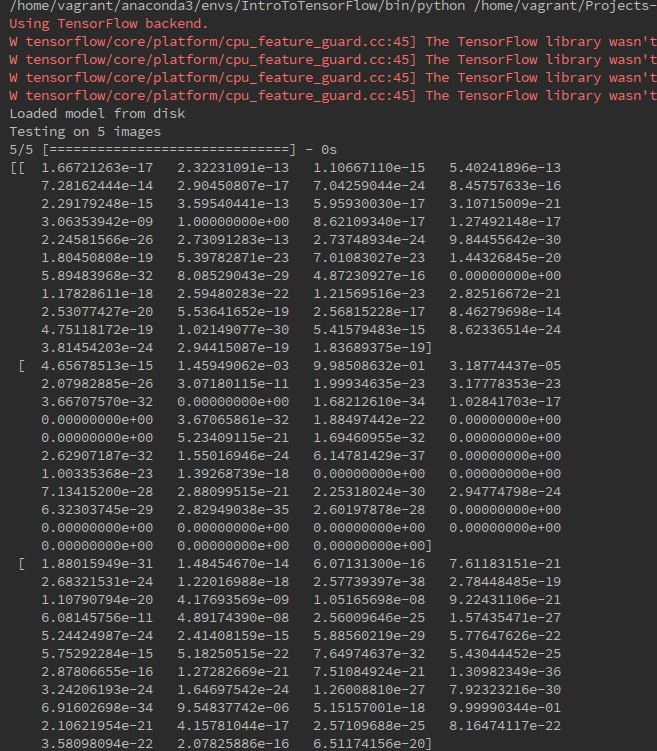 /home/vagrant/anaconda3/envs/IntroToTensorFlow/bin/python /home/vagrant/Projects-
Using TensorFlow backend.
W tensorflow/core/platform/cpu_feature_guard.cc:45] The TensorFlow library wasn't
W tensorflow/core/platform/cpu_feature_guard.cc:45] The TensorFlow library wasn't
W tensorflow/core/platform/cpu_feature_guard.cc:45] The TensorFlow library wasn't
W tensorflow/core/platform/cpu_feature_guard.cc:45] The TensorFlow library wasn't
Loaded model from disk
Testing on 5 images
5/5 [==============================] - 0s
[[ 1.66721263e-17 2.32231091e-13 1.10667110e-15 5.40241896e-13
7.28162444e-14 2.90450807e-17 7.04259044e-24 8.45757633e-16
2.29179248e-15 3.59540441e-13 5.95930030e-17 3.10715009e-21
3.06353942e-09 1.00000000e+00 8.62109340e-17 1.27492148e-17
2.24581566e-26 2.73091283e-13 2.73748934e-24 9.84455642e-30
1.80450808e-19 5.39782871e-23 7.01083027e-23 1.44326845e-20
5.89483968e-32 8.08529043e-29 4.87230927e-16 0.00000000e+00
1.17828611e-18 2.59480283e-22 1.21569516e-23 2.82516672e-21
2.53077427e-20 5.53641652e-19 2.56815228e-17 8.46279698e-14
4.75118172e-19 1.02149077e-30 5.41579483e-15 8.62336514e-24
3.81454203e-24 2.94415087e-19 1.83689375e-19]
[ 4.65678513e-15 1.45949062e-03 9.98508632e-01 3.18774437e-05
2.07982885e-26 3.07180115e-11 1.99934635e-23 3.17778353e-23
3.66707570e-32 0.00000000e+00 1.68212610e-34 1.02841703e-17
0.00000000e+00 3.67065861e-32 1.88497442e-22 0.00000000e+00
0.00000000e+00 5.23409115e-21 1.69460955e-32 0.00000000e+00
2.62907187e-32 1.55016946e-24 6.14781429e-37 0.00000000e+00
1.00335368e-23 1.39268739e-18 0.00000000e+00 0.00000000e+00
7.13415200e-28 2.88099515e-21 2.25318024e-30 2.94774798e-24
6.32303745e-29 2.82949038e-35 2.60197878e-28 0.00000000e+00
0.00000000e+00 0.00000000e+00 0.00000000e+00 0.00000000e+00
0.00000000e+00 0.00000000e+00 0.00000000e+00]
[ 1.88015949e-31 1.48454670e-14 6.07131300e-16 7.61183151e-21
2.68321531e-24 1.22016988e-18 2.57739397e-38 2.78448485e-19
1.10790794e-20 4.17693569e-09 1.05165698e-08 9.22431106e-21
6.08145756e-11 4.89174390e-08 2.56009646e-25 1.57435471e-27
5.24424987e-24 2.41408159e-15 5.88560219e-29 5.77647626e-22
5.75292284e-15 5.18250515e-22 7.64974637e-32 5.43044452e-25
2.87806655e-16 1.27282669e-21 7.51084924e-21 1.30982349e-36
3.24206193e-24 1.64697542e-24 1.26008810e-27 7.92323216e-30
6.91602698e-34 9.54837742e-06 5.15157001e-18 9.99990344e-01
2.10621954e-21 4.15781044e-17 2.57109688e-25 8.16474117e-22
3.58098094e-22 2.07825886e-16 6.51174156e-20]